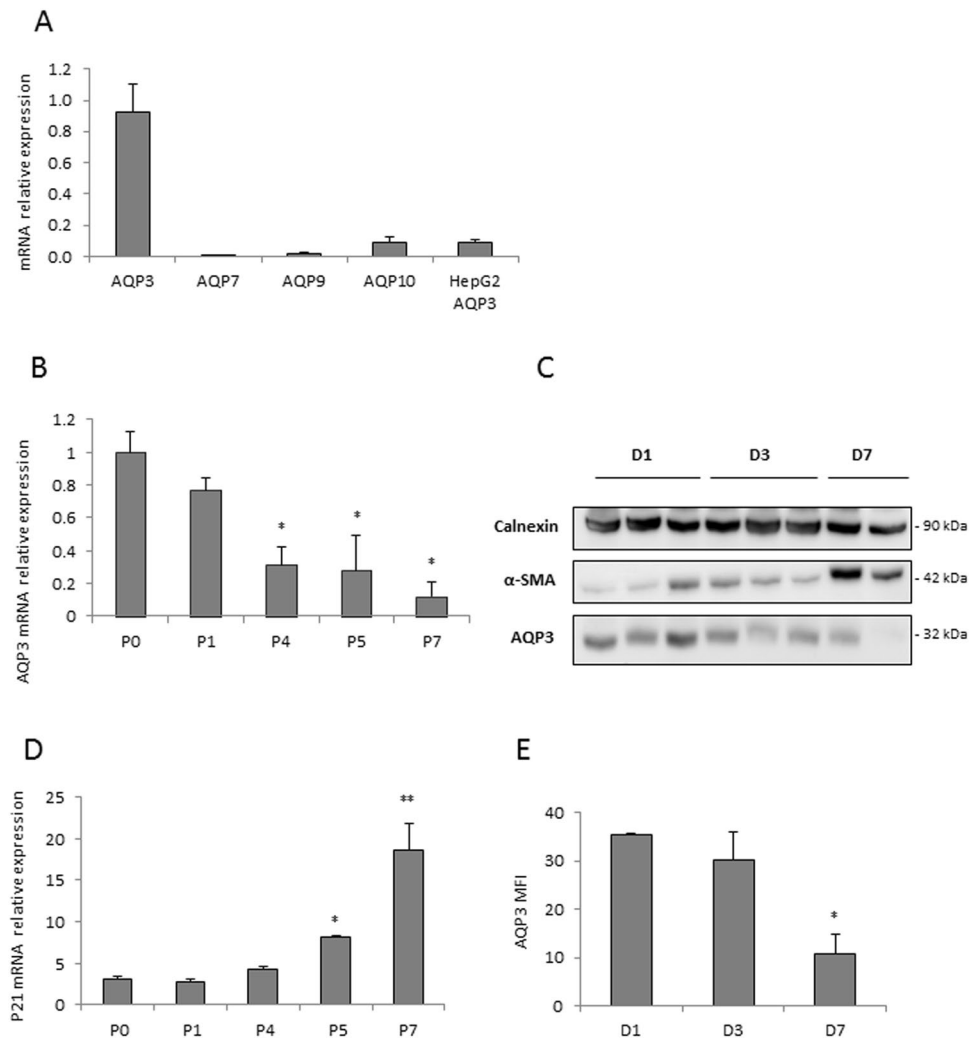 A
mRNA relative expression
1.2
1.0
0.8
0.6
0.4
0.2
0.0
AQP3 AQP7 AQP9 AQP10 HepG2
AQP3
B
AQP3 mRNA relative expression
1.2
1
0.8
0.6
0.4
0.2
0
* * *
P0 P1 P4 P5 P7
C
D1 D3 D7
Calnexin - 90 kDa
α-SMA - 42 kDa
AQP3 - 32 kDa
D
P21 mRNA relative expression
25
20
15
10
5
0
* **
P0 P1 P4 P5 P7
E
AQP3 MFI
40
30
20
10
0
*
D1 D3 D7